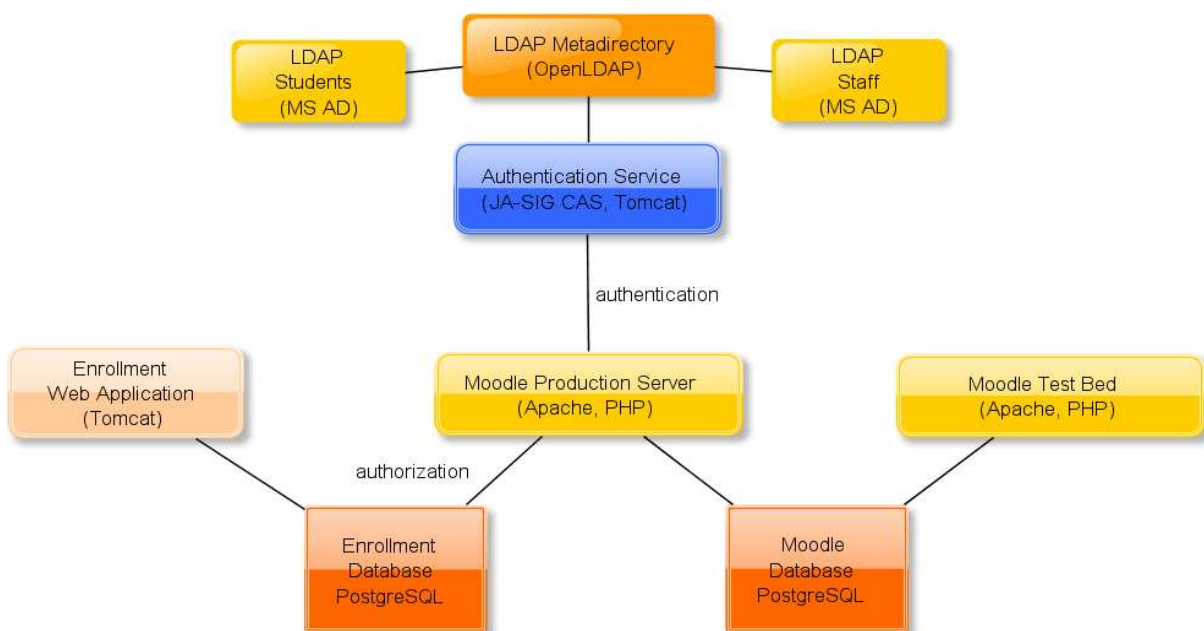 LDAP
Students
(MS AD)
LDAP Metadirectory
(OpenLDAP)
LDAP
Staff
(MS AD)
Authentication Service
(JA-SIG CAS, Tomcat)
authentication
Enrollment
Web Application
(Tomcat)
Moodle Production Server
(Apache, PHP)
Moodle Test Bed
(Apache, PHP)
authorization
Enrollment
Database
PostgreSQL
Moodle
Database
PostgreSQL